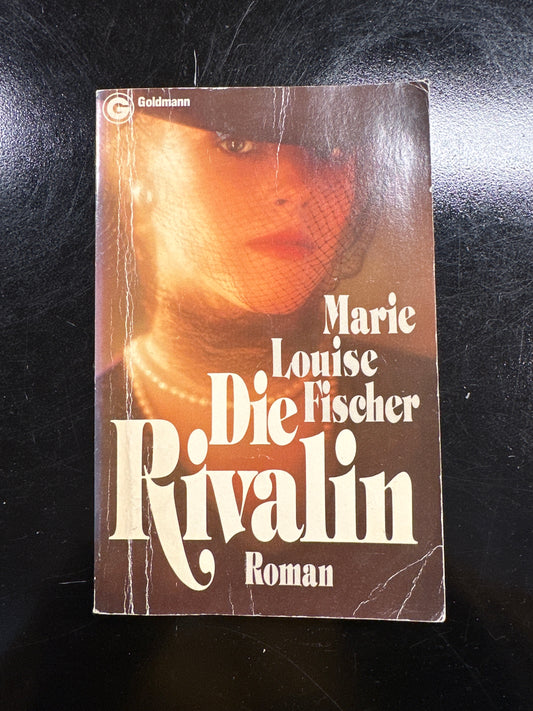 Goldmann
Marie
Louise
Fischer
Die
Rivalin
Roman